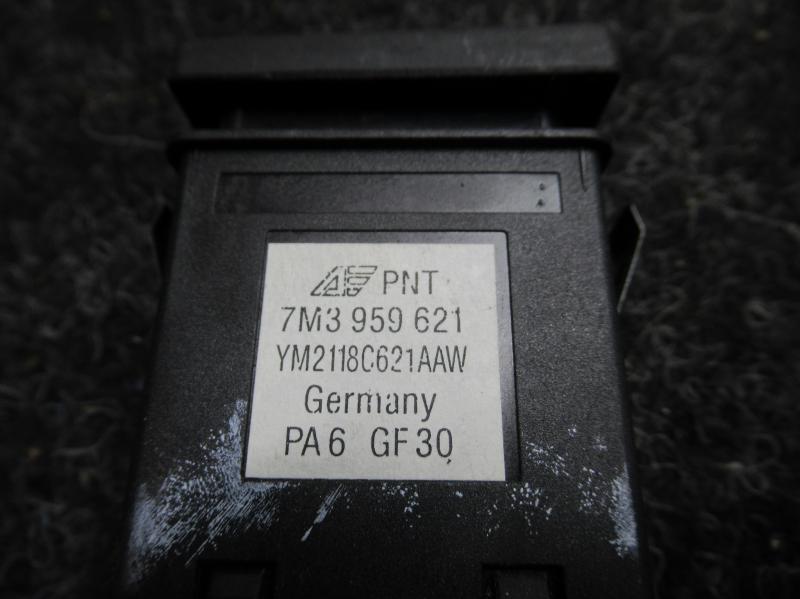 PNT
7M3 959 621
YM2118C621AAW
Germany
PA6 GF30